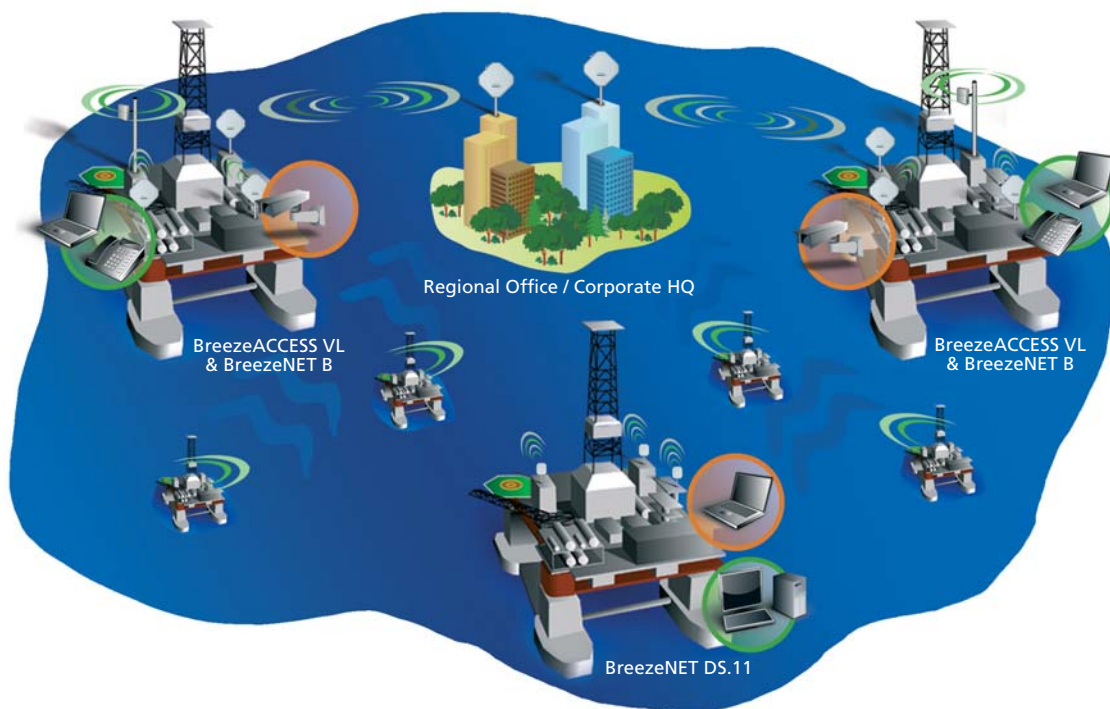 Regional Office / Corporate HQ
BreezeACCESS VL
& BreezeNET B
BreezeACCESS VL
& BreezeNET B
BreezeNET DS.11